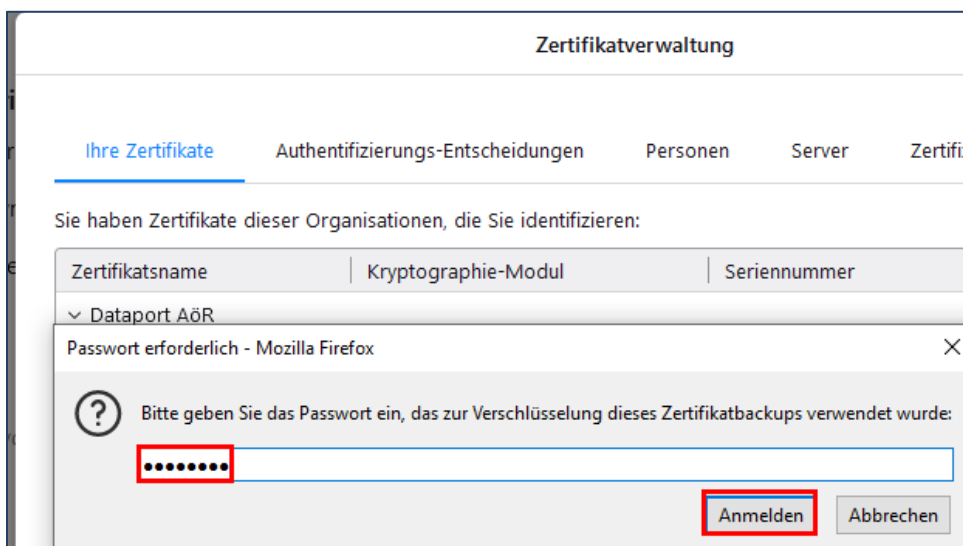 Zertifikatverwaltung
Ihre Zertifikate Authentifizierungs-Entscheidungen Personen Server Zertifi
Sie haben Zertifikate dieser Organisationen, die Sie identifizieren:
Zertifikatsname Kryptographie-Modul Seriennummer
Dataport AöR
Passwort erforderlich - Mozilla Firefox
Bitte geben Sie das Passwort ein, das zur Verschlüsselung dieses Zertifikatbackups verwendet wurde:
••••••••
Anmelden Abbrechen